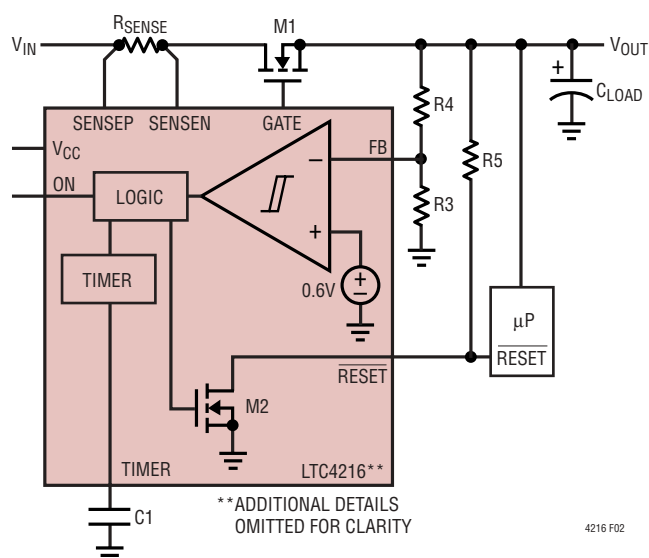 RSENSE
M1
VIN
VOUT
+
CLOAD
SENSEP
SENSEN
GATE
R4
VCC
FB
R5
ON
LOGIC
−
R3
+
TIMER
0.6V
+
−
µP
RESET
RESET
M2
TIMER
LTC4216**
**ADDITIONAL DETAILS
OMITTED FOR CLARITY
C1
4216 F02